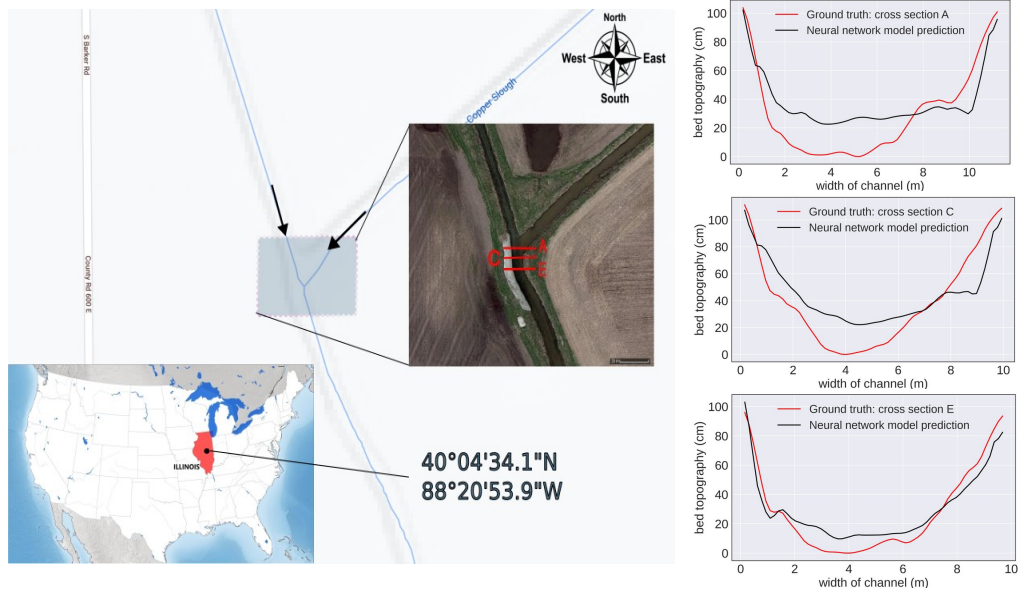 North
West
East
South
S Barker Rd
Copper Slough
County Rd 600 E
A
C
E
ILLINOIS
40°04'34.1"N
88°20'53.9"W
Ground truth: cross section A
Neural network model prediction
bed topography (cm)
100
80
60
40
20
0
0 2 4 6 8 10
width of channel (m)
Ground truth: cross section C
Neural network model prediction
bed topography (cm)
100
80
60
40
20
0
0 2 4 6 8 10
width of channel (m)
Ground truth: cross section E
Neural network model prediction
bed topography (cm)
100
80
60
40
20
0
0 2 4 6 8 10
width of channel (m)